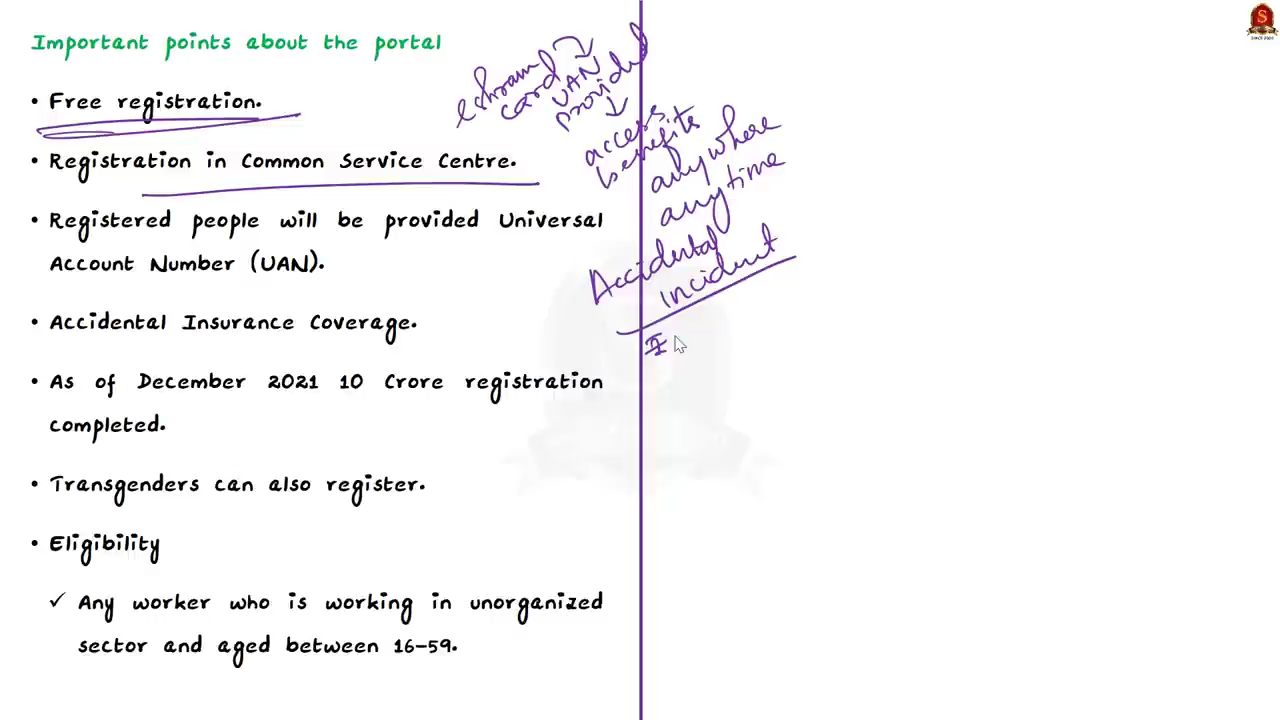 Important points about the portal
• Free registration.
• Registration in Common Service Centre.
• Registered people will be provided Universal
Account Number (UAN).
• Accidental Insurance Coverage.
• As of December 2021 10 Crore registration
completed.
• Transgenders can also register.
• Eligibility
✓ Any worker who is working in unorganized
sector and aged between 16-59.
eshram
card
UAN
provided
access
benefits
anywhere
anytime
Accidental
incident
S